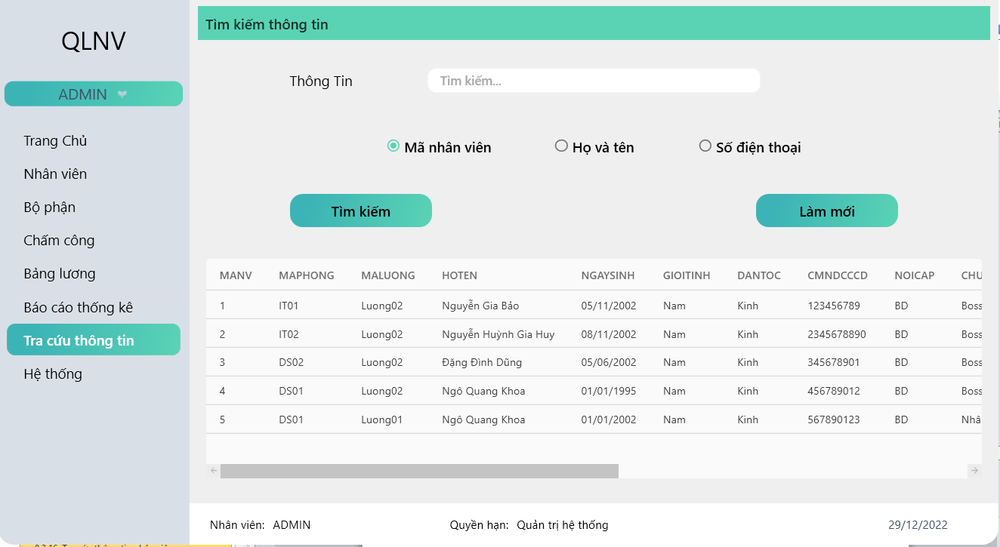 QLNV
ADMIN
Trang Chủ
Nhân viên
Bộ phận
Chấm công
Bảng lương
Báo cáo thống kê
Tra cứu thông tin
Hệ thống
Tìm kiếm thông tin
Thông Tin Tìm kiếm...
Mã nhân viên Họ và tên Số điện thoại
Tìm kiếm Làm mới
MANV MAPHONG MALUONG HOTEN NGAYSINH GIOITINH DANTOC CMNDCCCD NOICAP CHU
1 IT01 Luong02 Nguyễn Gia Bảo 05/11/2002 Nam Kinh 123456789 BD Boss
2 IT02 Luong02 Nguyễn Huỳnh Gia Huy 08/11/2002 Nam Kinh 2345678890 BD Boss
3 DS02 Luong02 Đặng Đình Dũng 05/06/2002 Nam Kinh 345678901 BD Boss
4 DS01 Luong02 Ngô Quang Khoa 01/01/1995 Nam Kinh 456789012 BD Boss
5 DS01 Luong01 Ngô Quang Khoa 01/01/2002 Nam Kinh 567890123 BD Nhâ
Nhân viên: ADMIN Quyền hạn: Quản trị hệ thống 29/12/2022